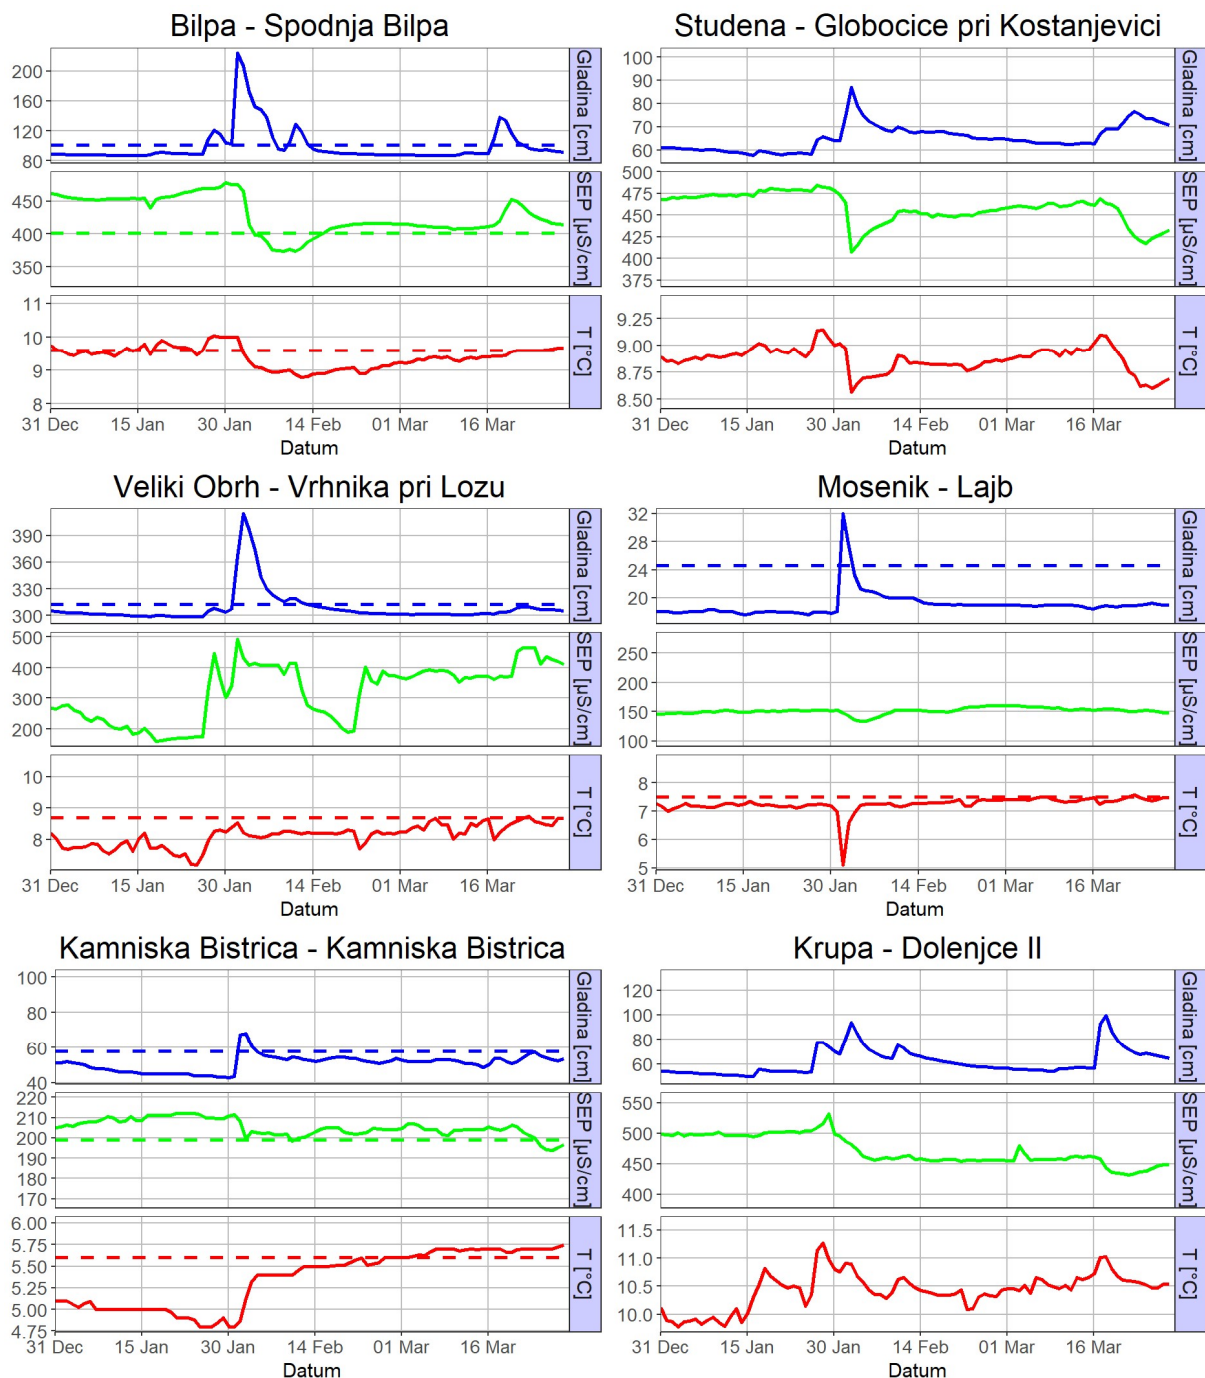 Bilpa - Spodnja Bilpa
200
160
120
80
Gladina [cm]
450
400
350
SEP [µS/cm]
11
10
9
8
T [°C]
31 Dec 15 Jan 30 Jan 14 Feb 01 Mar 16 Mar
Datum
Studena - Globocice pri Kostanjevici
100
90
80
70
60
Gladina [cm]
500
475
450
425
400
375
SEP [µS/cm]
9.25
9.00
8.75
8.50
T [°C]
31 Dec 15 Jan 30 Jan 14 Feb 01 Mar 16 Mar
Datum
Veliki Obrh - Vrhnika pri Lozu
390
360
330
300
Gladina [cm]
500
400
300
200
SEP [µS/cm]
10
9
8
T [°C]
31 Dec 15 Jan 30 Jan 14 Feb 01 Mar 16 Mar
Datum
Mosenik - Lajb
32
28
24
20
Gladina [cm]
250
200
150
100
SEP [µS/cm]
8
7
6
5
T [°C]
31 Dec 15 Jan 30 Jan 14 Feb 01 Mar 16 Mar
Datum
Kamniska Bistrica - Kamniska Bistrica
100
80
60
40
Gladina [cm]
220
210
200
190
180
170
SEP [µS/cm]
6.00
5.75
5.50
5.25
5.00
4.75
T [°C]
31 Dec 15 Jan 30 Jan 14 Feb 01 Mar 16 Mar
Datum
Krupa - Dolenjce II
120
100
80
60
Gladina [cm]
550
500
450
400
SEP [µS/cm]
11.5
11.0
10.5
10.0
T [°C]
31 Dec 15 Jan 30 Jan 14 Feb 01 Mar 16 Mar
Datum